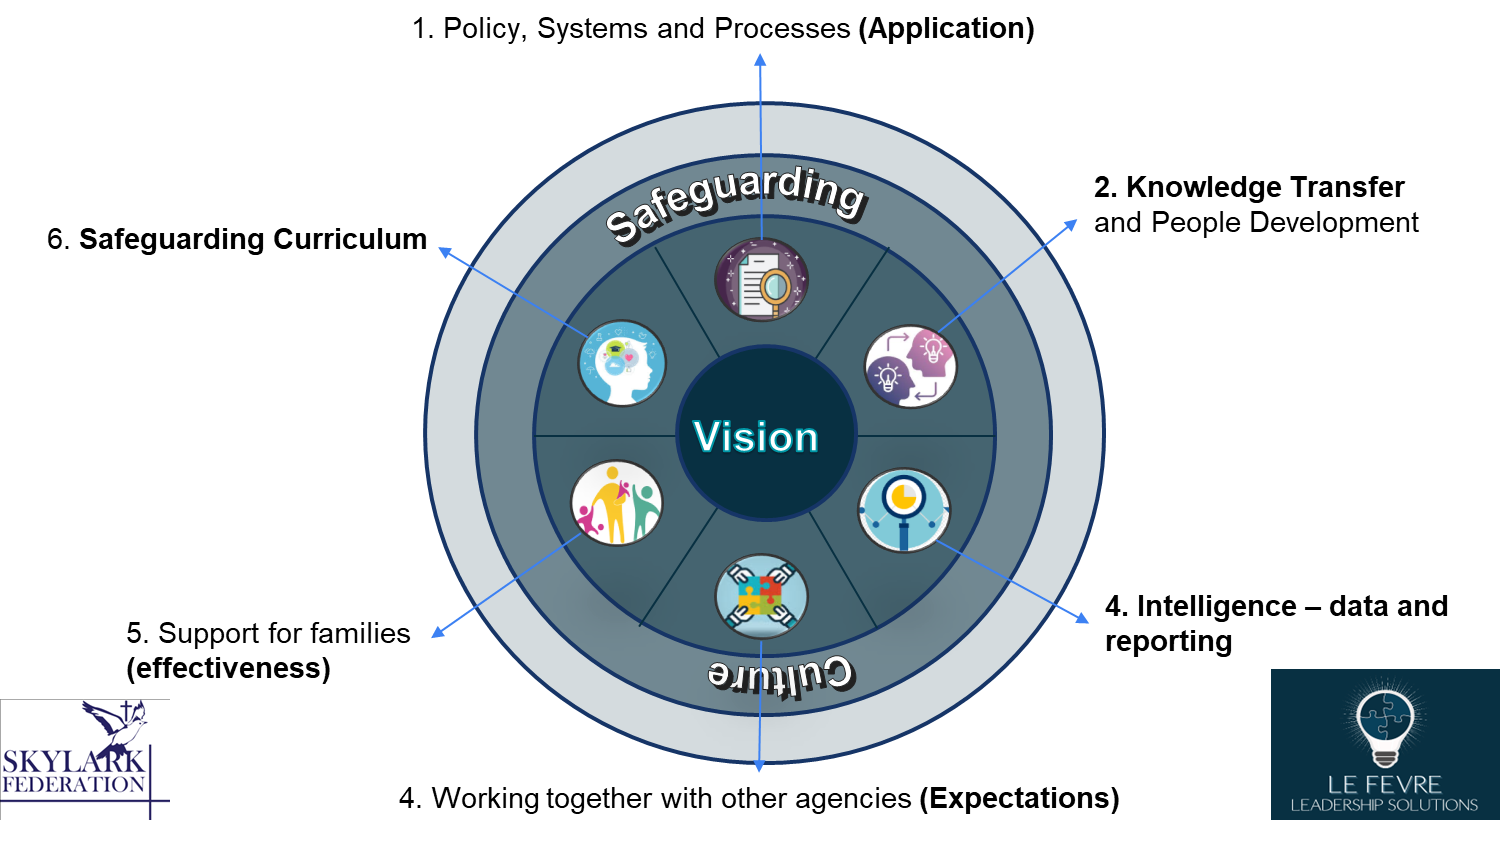 1. Policy, Systems and Processes (Application)
Safeguarding
2. Knowledge Transfer
and People Development
6. Safeguarding Curriculum
Vision
4. Intelligence – data and
reporting
5. Support for families
(effectiveness)
Culture
4. Working together with other agencies (Expectations)
SKYLARK
FEDERATION
LE FEVRE
LEADERSHIP SOLUTIONS